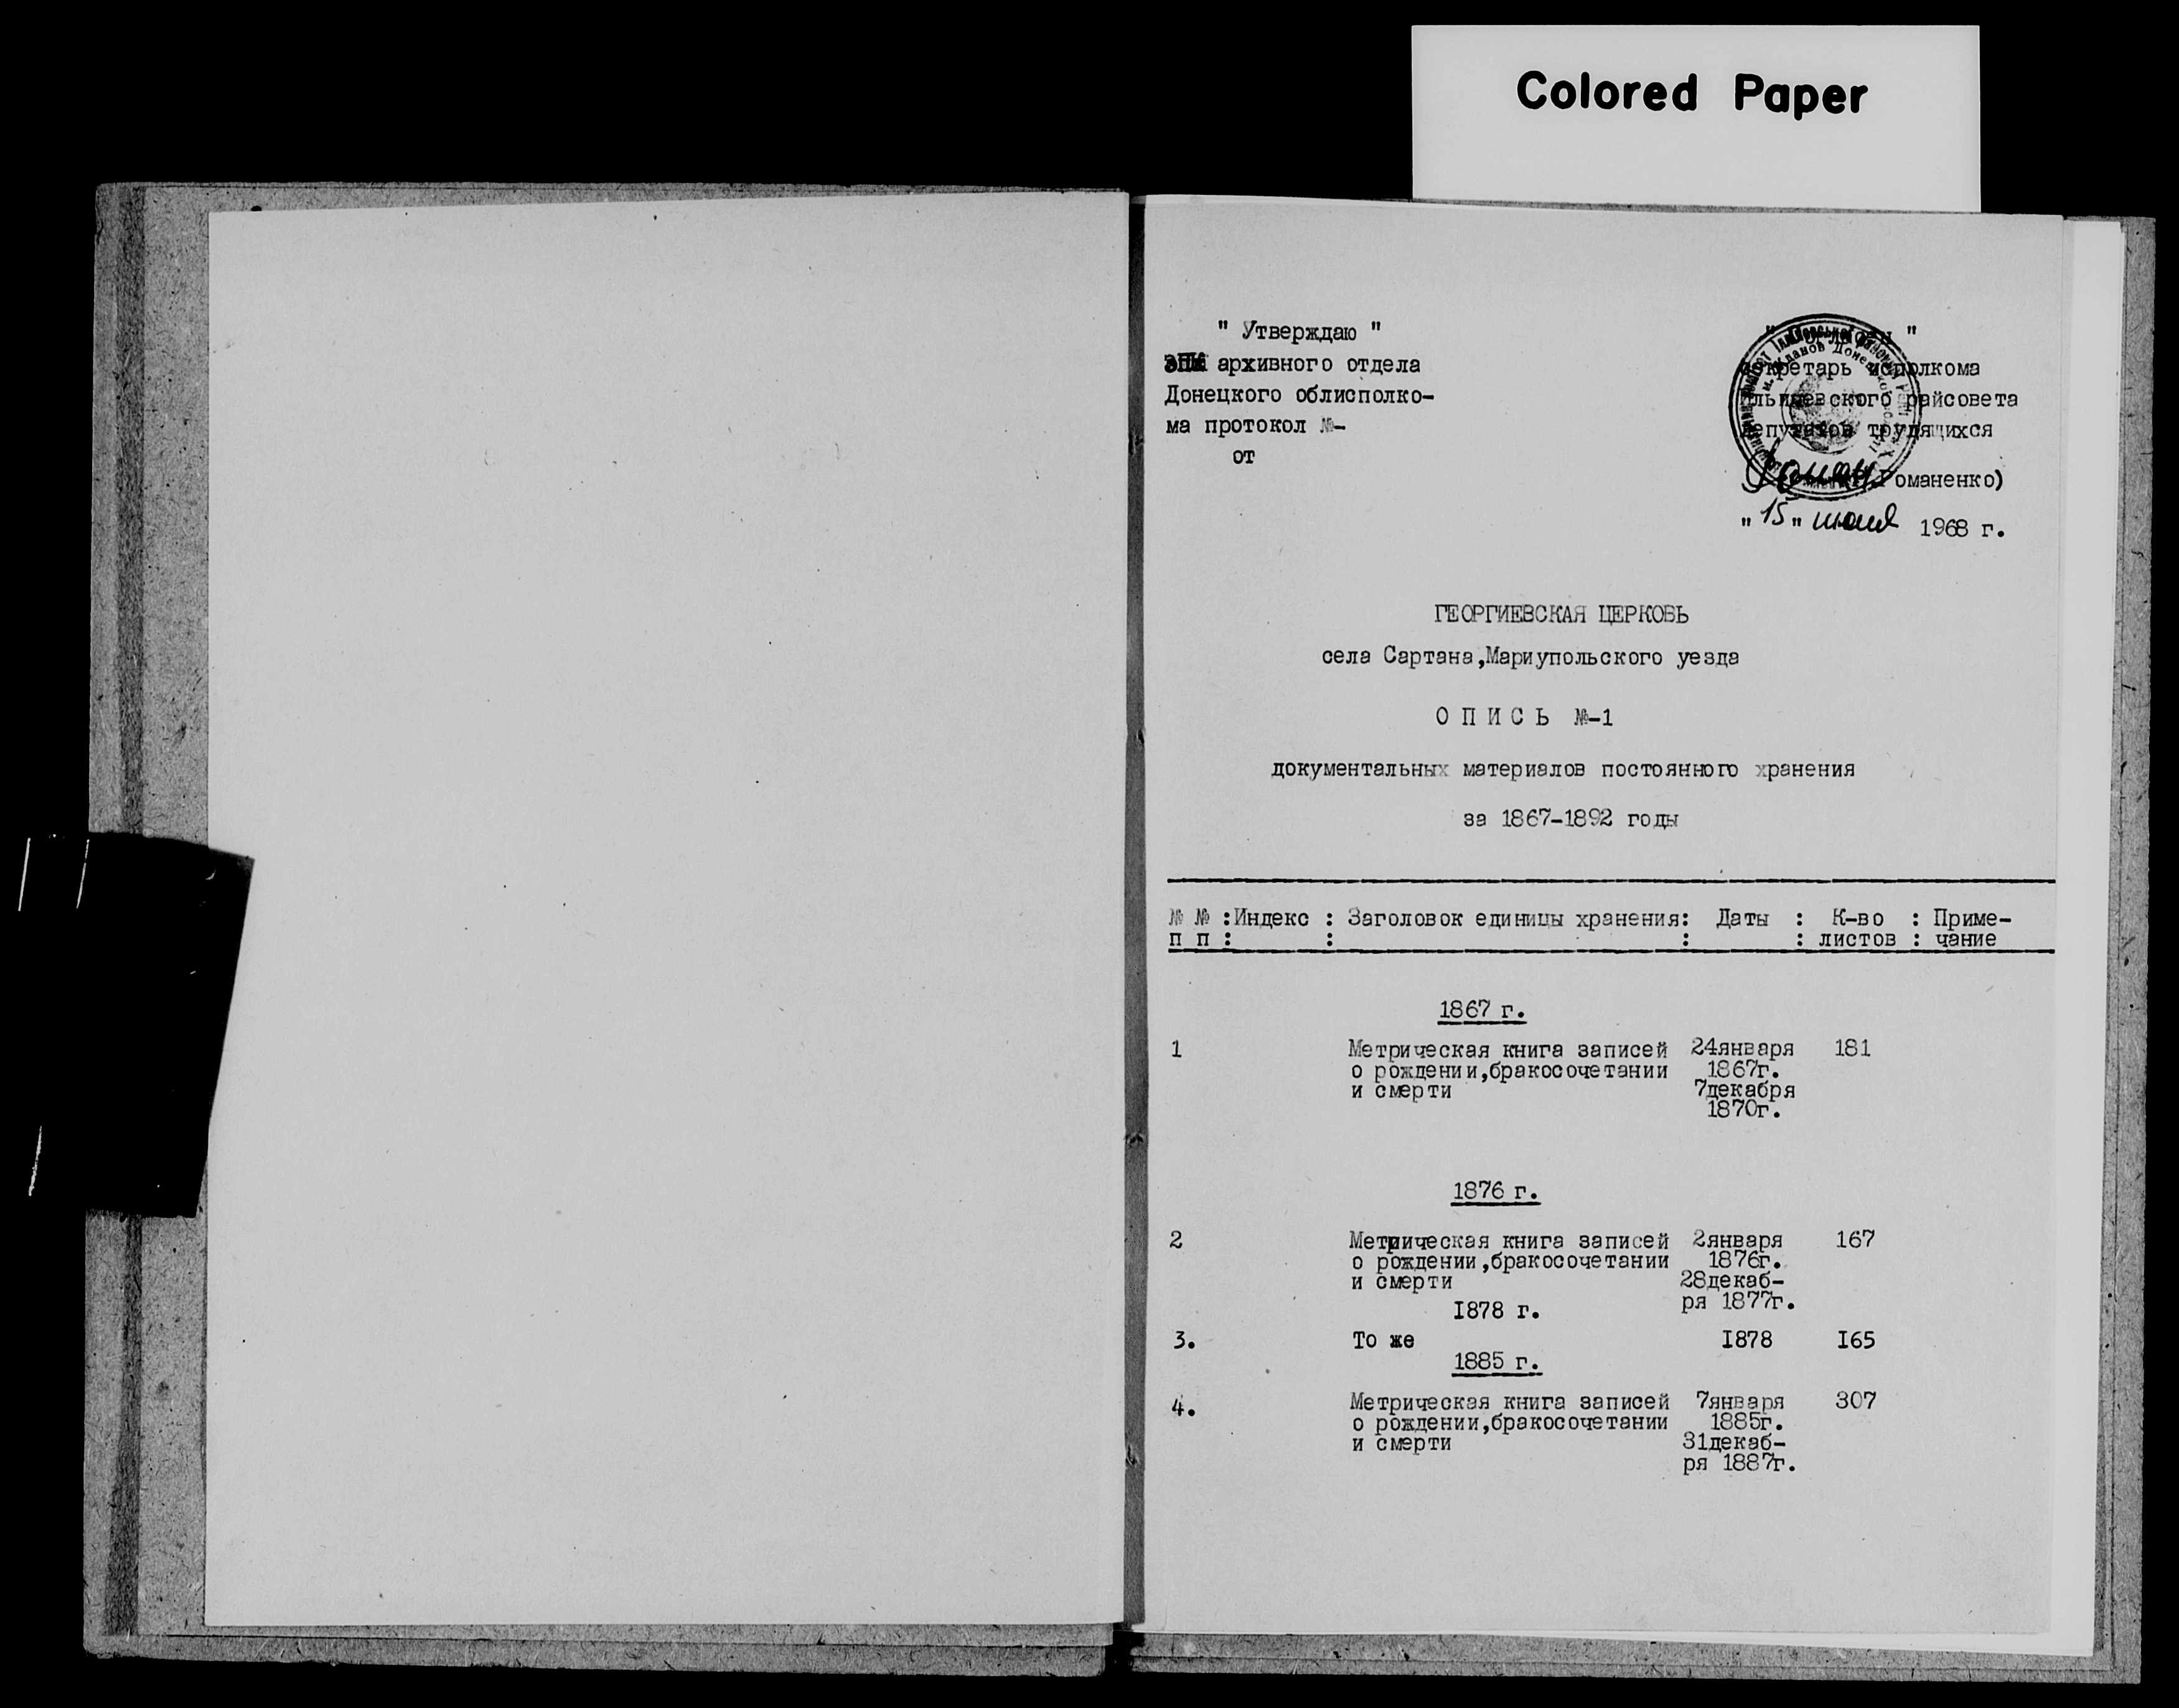 Colored Paper
" Утверждаю "
архивного отдела
Донецкого облисполко-
ма протокол №-
от
"
секретарь исполкома
Ильичевского райсовета
депутатов трудящихся
Романенко)
" 15 " 1968 г.
ГЕОРГИЕВСКАЯ ЦЕРКОВЬ
села Сартана,Мариупольского уезда
О П И С Ь №-1
документальных материалов постоянного хранения
за 1867-1892 годы
№ № :Индекс : Заголовок единицы хранения: Даты : К-во : Приме-
п п : : : : листов : чание
1867 г.
1 Метрическая книга записей 24января 181
о рождении,бракосочетании 1867г.
и смерти 7декабря
1870г.
1876 г.
2 Метрическая книга записей 2января 167
о рождении,бракосочетании 1876г.
и смерти 28декаб-
1878 г. ря 1877г.
3. То же 1878 165
1885 г.
4. Метрическая книга записей 7января 307
о рождении,бракосочетании 1885г.
и смерти 31декаб-
ря 1887г.